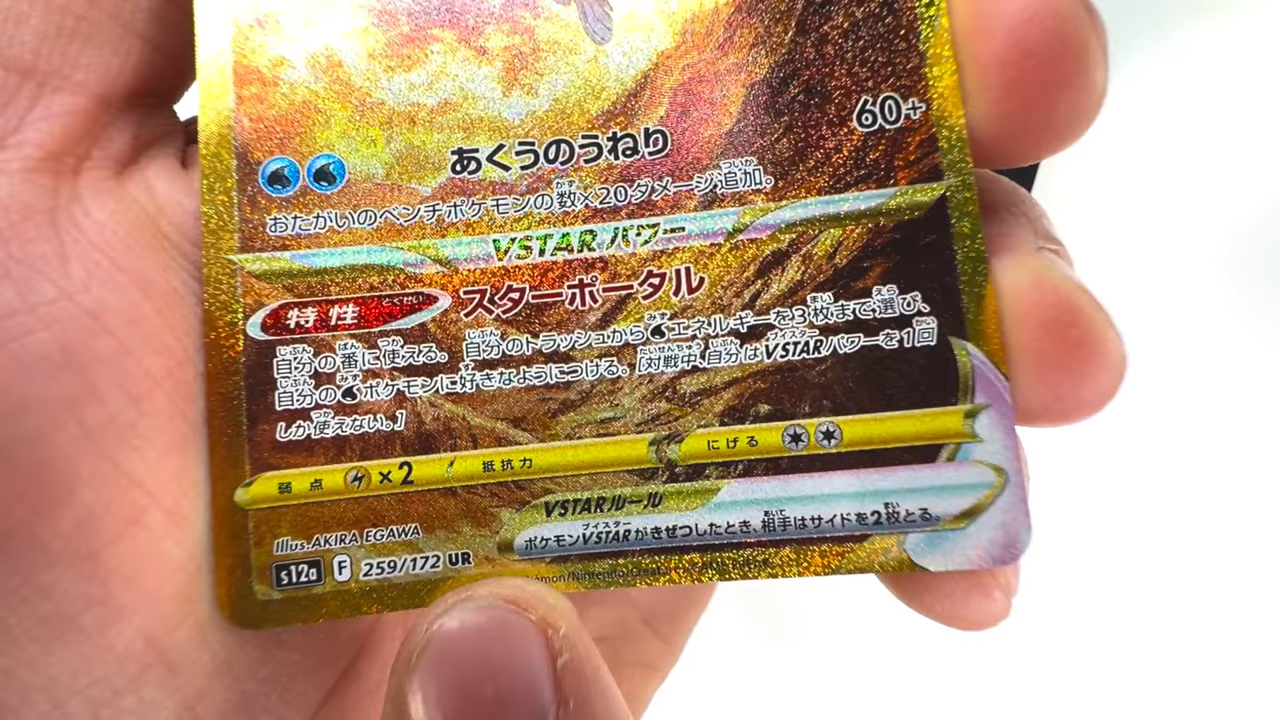 あくうのうねり 60+
おたがいのベンチポケモンの数×20ダメージ追加。
VSTARパワー
特性 スターポータル
自分の番に使える。自分のトラッシュからエネルギーを3枚まで選び、
自分のポケモンに好きなようにつける。[対戦中、自分はVSTARパワーを1回
しか使えない。]
弱点 ×2 抵抗力 にげる
VSTARルール
ポケモンVSTARがきぜつしたとき、相手はサイドを2枚とる。
Illus.AKIRA EGAWA
s12a F 259/172 UR
émon/Nintendo/Creatures/GAME FREAK.